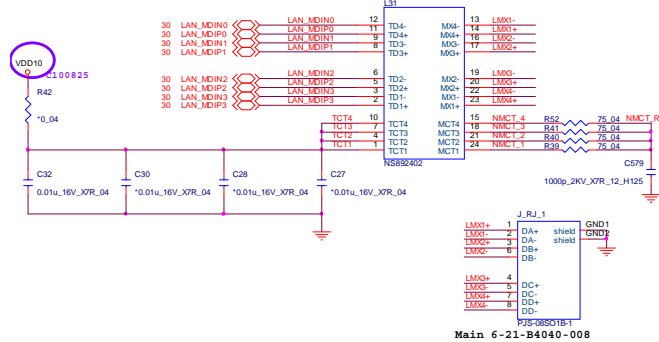 L31
30 LAN_MDIN0 LAN_MDIN0 12 TD4- MX4- 13 LMX1-
30 LAN_MDIP0 LAN_MDIP0 11 TD4+ MX4+ 14 LMX1+
30 LAN_MDIN1 LAN_MDIN1 9 TD3- MX3- 16 LMX2-
30 LAN_MDIP1 LAN_MDIP1 8 TD3+ MX3+ 17 LMX2+
VDD10
C100825
30 LAN_MDIN2 LAN_MDIN2 6 TD2- MX2- 19 LMX3-
30 LAN_MDIP2 LAN_MDIP2 5 TD2+ MX2+ 20 LMX3+
30 LAN_MDIN3 LAN_MDIN3 3 TD1- MX1- 22 LMX4-
30 LAN_MDIP3 LAN_MDIP3 2 TD1+ MX1+ 23 LMX4+
R42
*0_04
TCT4 10 TCT4 MCT4 15 NMCT_4 R52 75_04 NMCT_R
TCT3 7 TCT3 MCT3 18 NMCT_3 R41 75_04
TCT2 4 TCT2 MCT2 21 NMCT_2 R40 75_04
TCT1 1 TCT1 MCT1 24 NMCT_1 R39 75_04
NS892402
C579
1000p_2KV_X7R_12_H125
C32 C30 C28 C27
0.01u_16V_X7R_04 *0.01u_16V_X7R_04 *0.01u_16V_X7R_04 *0.01u_16V_X7R_04
J_RJ_1
LMX1+ 1 DA+ shield GND1
LMX1- 2 DA- shield GND2
LMX2+ 3 DB+
LMX2- 6 DB-
LMX3+ 4 DC+
LMX3- 5 DC-
LMX4+ 7 DD+
LMX4- 8 DD-
PJS-08SO1B-1
Main 6-21-B4040-008